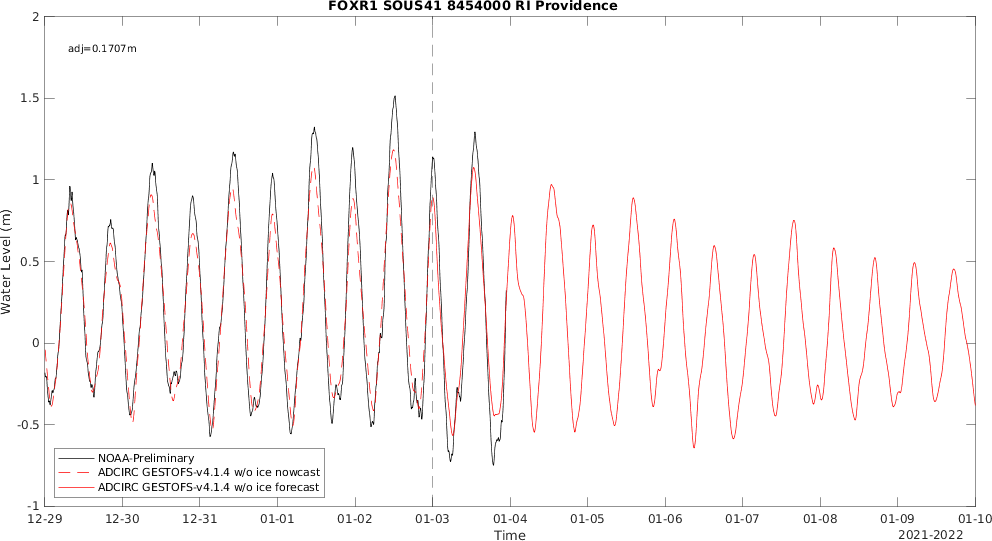 FOXR1 SOUS41 8454000 RI Providence
adj=0.1707m
2
1.5
1
0.5
0
-0.5
-1
Water Level (m)
NOAA-Preliminary
ADCIRC GESTOFS-v4.1.4 w/o ice nowcast
ADCIRC GESTOFS-v4.1.4 w/o ice forecast
12-29 12-30 12-31 01-01 01-02 01-03 01-04 01-05 01-06 01-07 01-08 01-09 01-10
Time
2021-2022